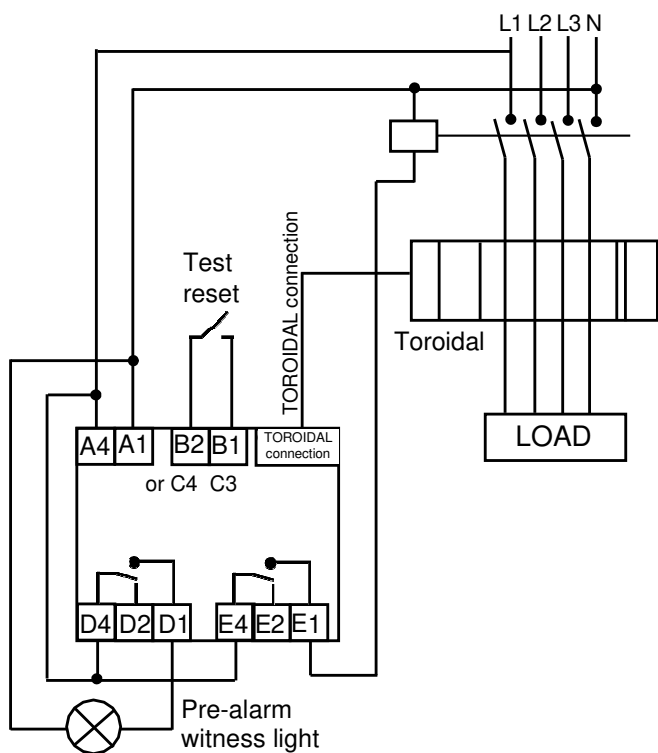 L1 L2 L3 N
Test
reset
TOROIDAL connection
Toroidal
A4 A1 B2 B1
TOROIDAL
connection
LOAD
or C4 C3
D4 D2 D1 E4 E2 E1
Pre-alarm
witness light